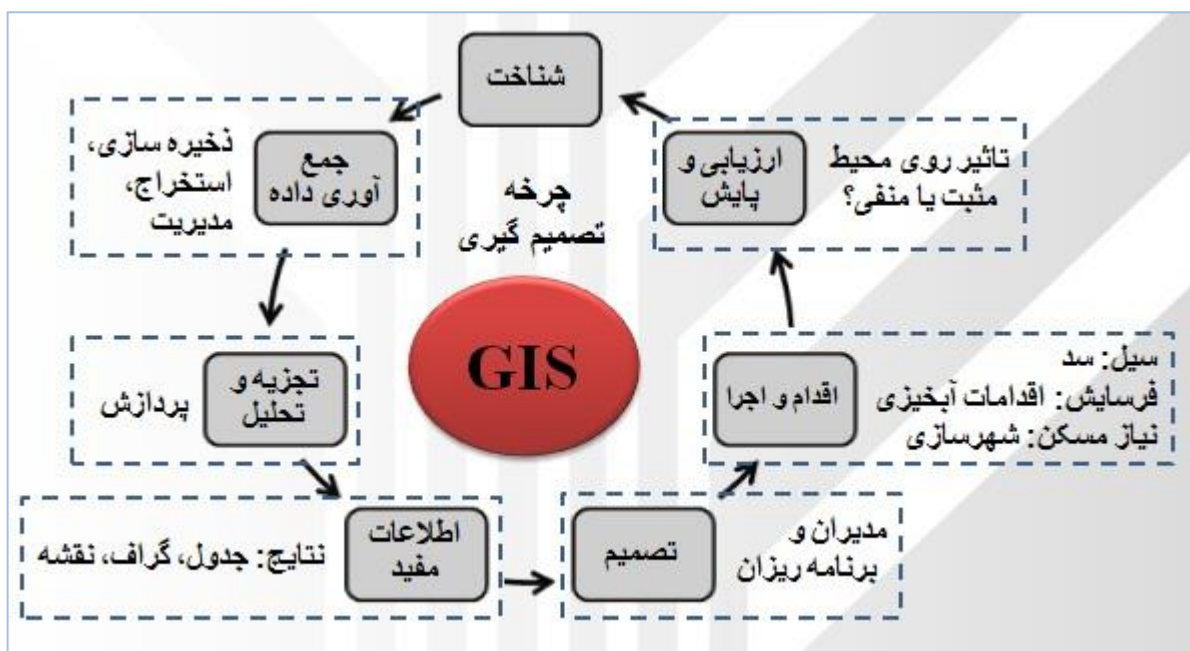 شناخت
جمع
آوری داده
ذخیره سازی،
استخراج،
مدیریت
تجزیه و
تحلیل
پردازش
اطلاعات
مفید
نتایج: جدول، گراف، نقشه
تصمیم
مدیران و
برنامه ریزان
اقدام و اجرا
سیل: سد
فرسایش: اقدامات آبخیزی
نیاز مسکن: شهرسازی
ارزیابی و
پایش
تاثیر روی محیط
مثبت یا منفی؟
چرخه
تصمیم گیری
GIS